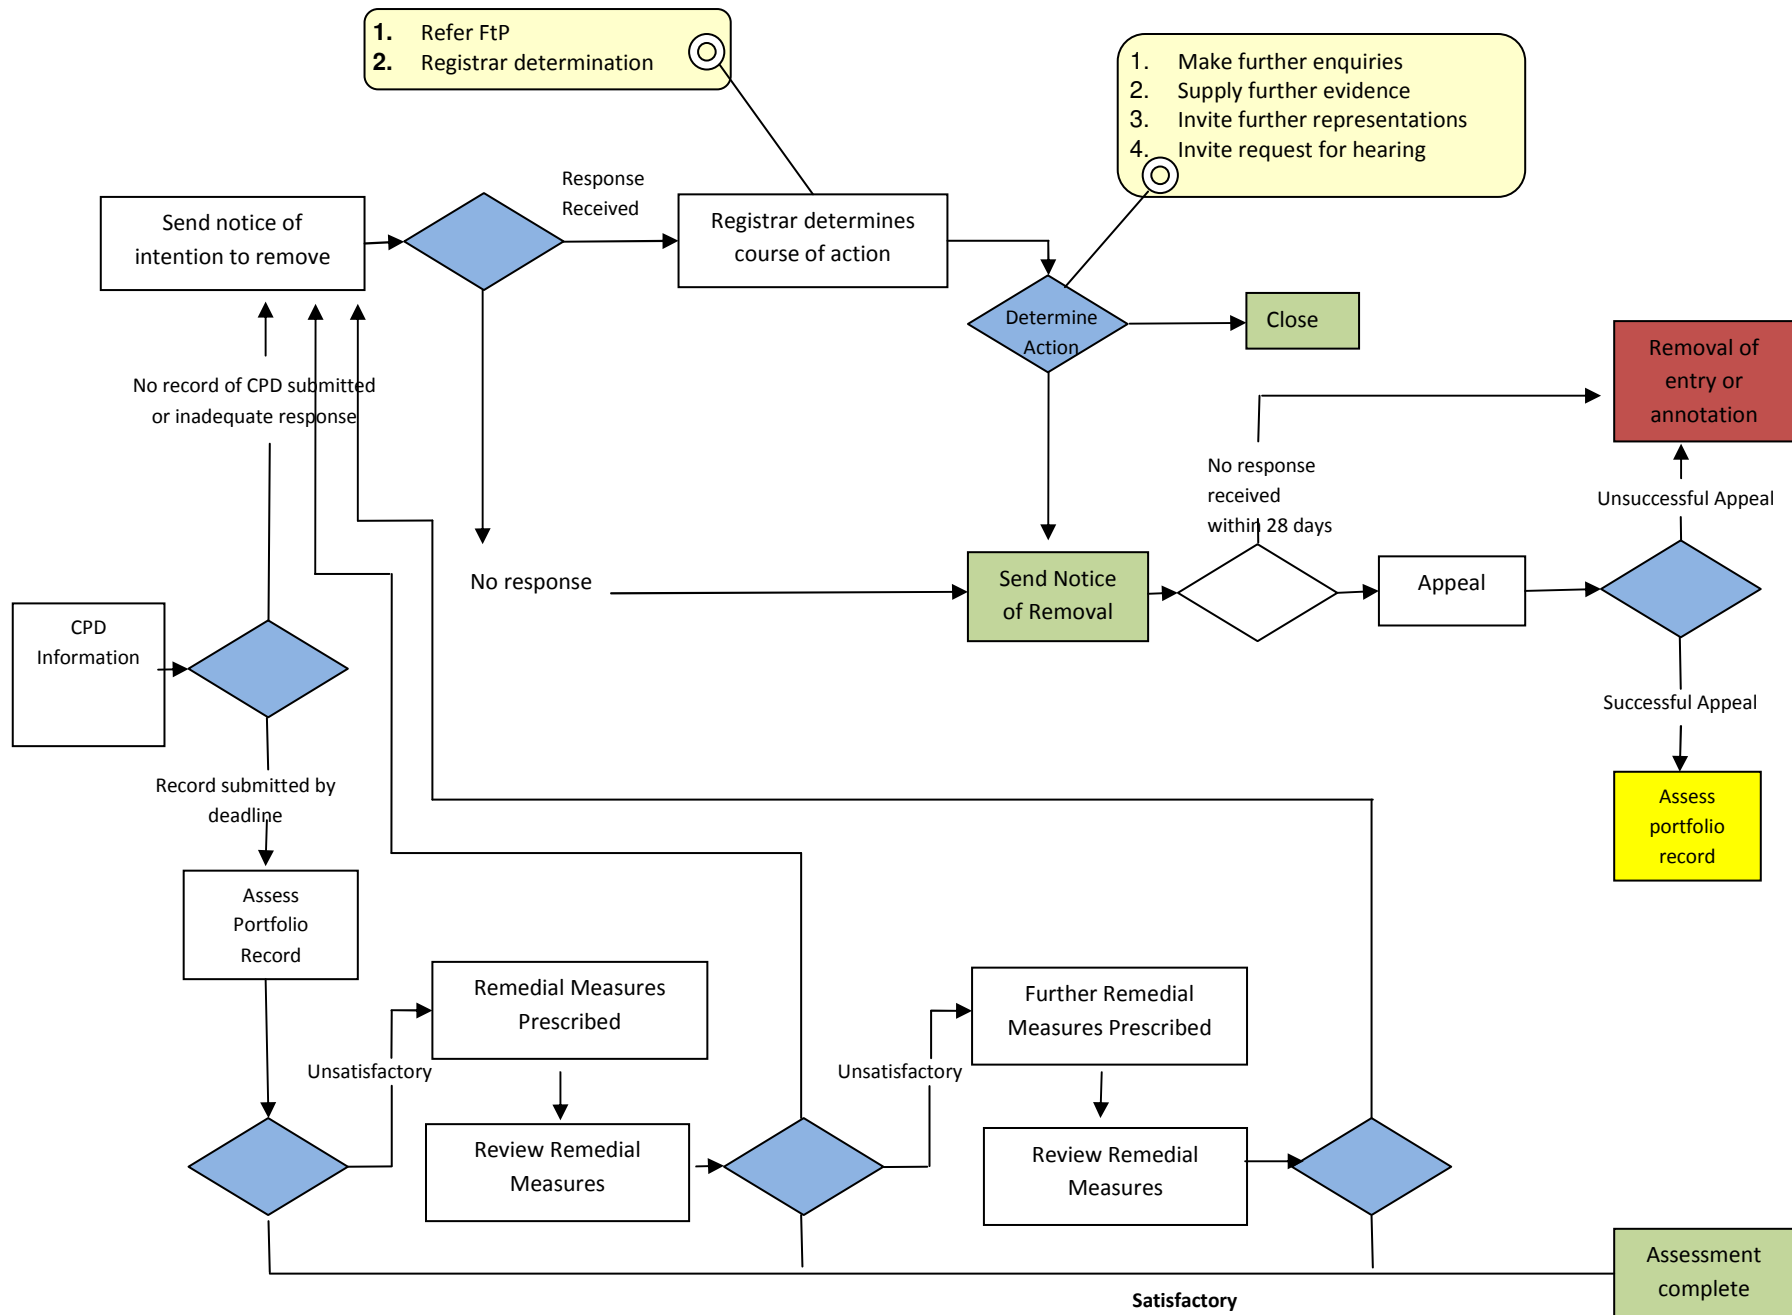 1. Refer FtP
2. Registrar determination
1. Make further enquiries
2. Supply further evidence
3. Invite further representations
4. Invite request for hearing
Response
Received
Send notice of
intention to remove
Registrar determines
course of action
Determine
Action
Close
Removal of
entry or
annotation
No record of CPD submitted
or inadequate response
No response
received
within 28 days
Unsuccessful Appeal
No response
Send Notice
of Removal
Appeal
CPD
Information
Successful Appeal
Record submitted by
deadline
Assess
portfolio
record
Assess
Portfolio
Record
Remedial Measures
Prescribed
Further Remedial
Measures Prescribed
Unsatisfactory
Unsatisfactory
Review Remedial
Measures
Review Remedial
Measures
Assessment
complete
Satisfactory